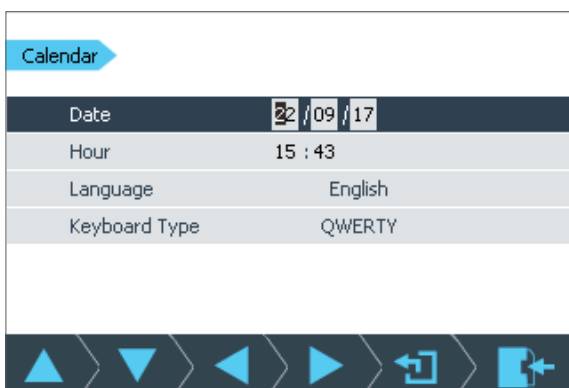 Calendar
Date 22 /09 /17
Hour 15 : 43
Language English
Keyboard Type QWERTY